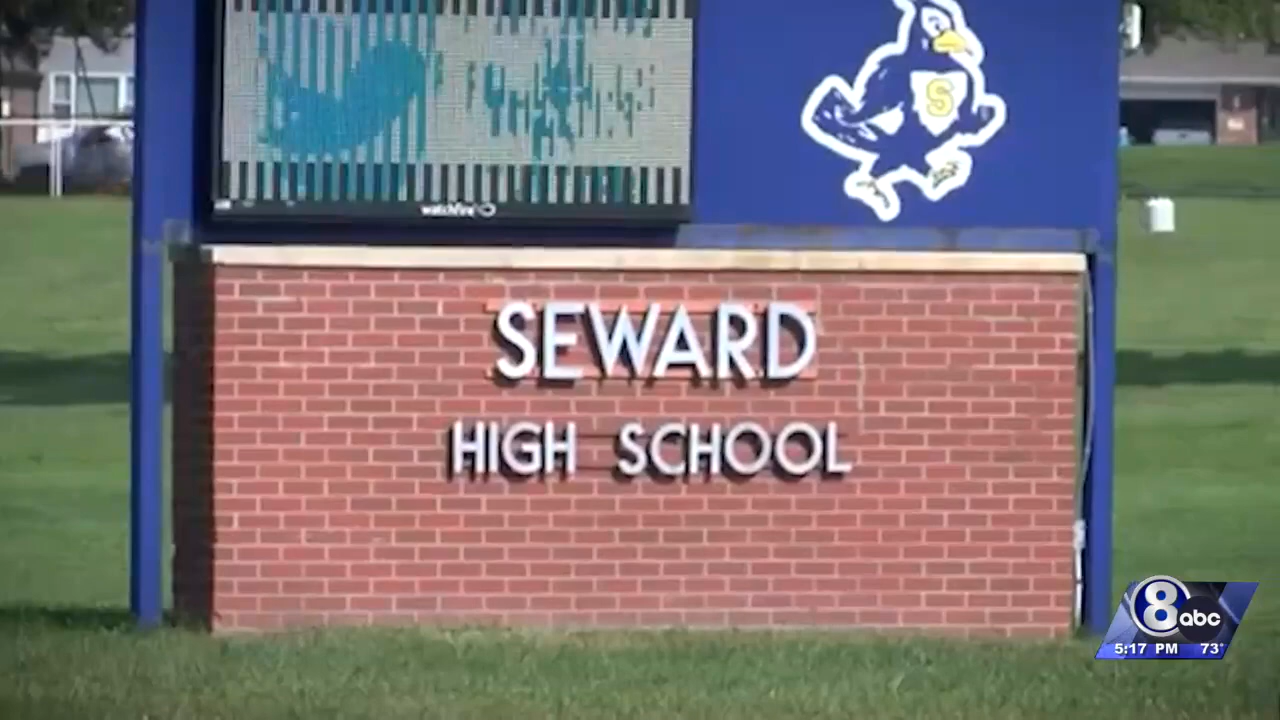 S
watchfire
SEWARD
HIGH SCHOOL
8 abc
5:17 PM 73°